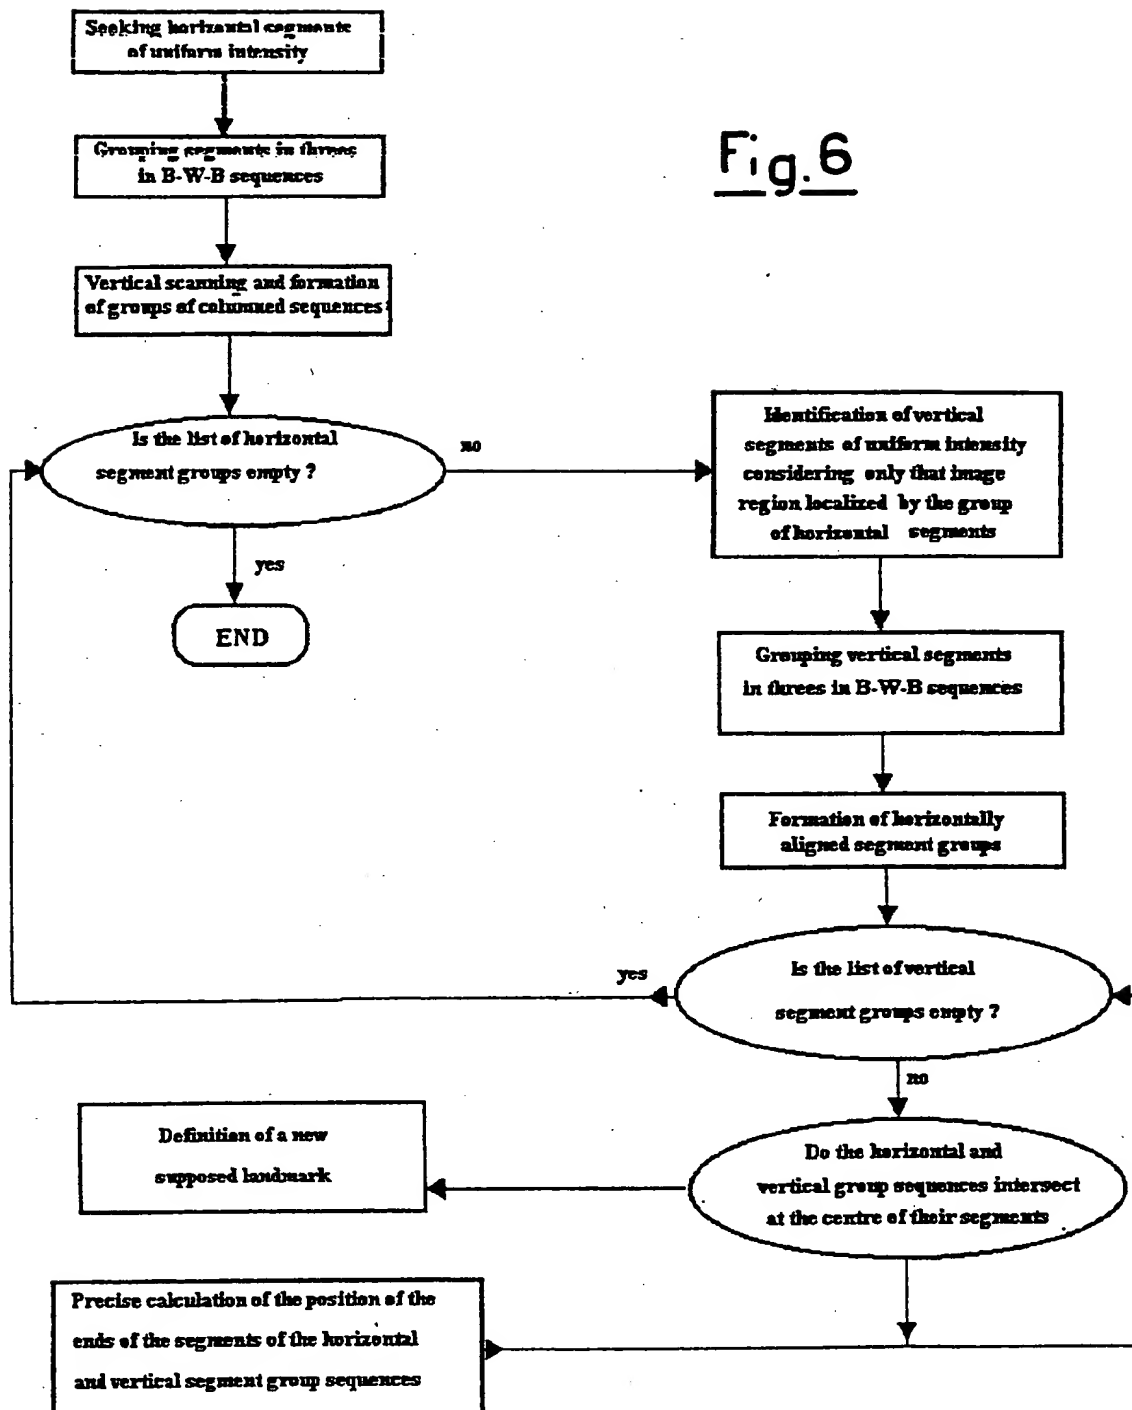 Seeking horizontal segments
of uniform intensity
Fig. 6
Grouping segments in threes
in B-W-B sequences
Vertical scanning and formation
of groups of columned sequences
Is the list of horizontal
segment groups empty ?
no
yes
END
Identification of vertical
segments of uniform intensity
considering only that image
region localized by the group
of horizontal segments
Grouping vertical segments
in threes in B-W-B sequences
Formation of horizontally
aligned segment groups
Is the list of vertical
segment groups empty ?
yes
no
Do the horizontal and
vertical group sequences intersect
at the centre of their segments
Definition of a new
supposed landmark
Precise calculation of the position of the
ends of the segments of the horizontal
and vertical segment group sequences